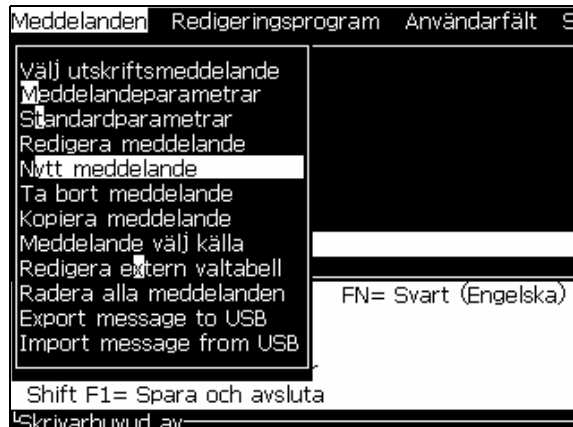 Meddelanden Redigeringsprogram Användarfält S
Välj utskriftsmeddelande
Meddelandeparametrar
Standardparametrar
Redigera meddelande
Nytt meddelande
Ta bort meddelande
Kopiera meddelande
Meddelande välj källa
Redigera extern valtabell
Radera alla meddelanden FN= Svart (Engelska)
Export message to USB
Import message from USB
Shift F1= Spara och avsluta
Skrivarhuvud av